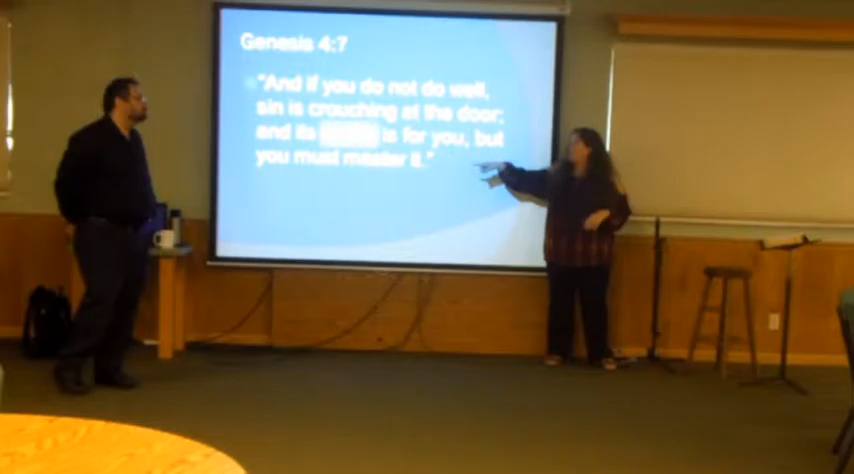 Genesis 4:7
"And if you do not do well,
sin is crouching at the door;
and its is for you, but
you must master it."